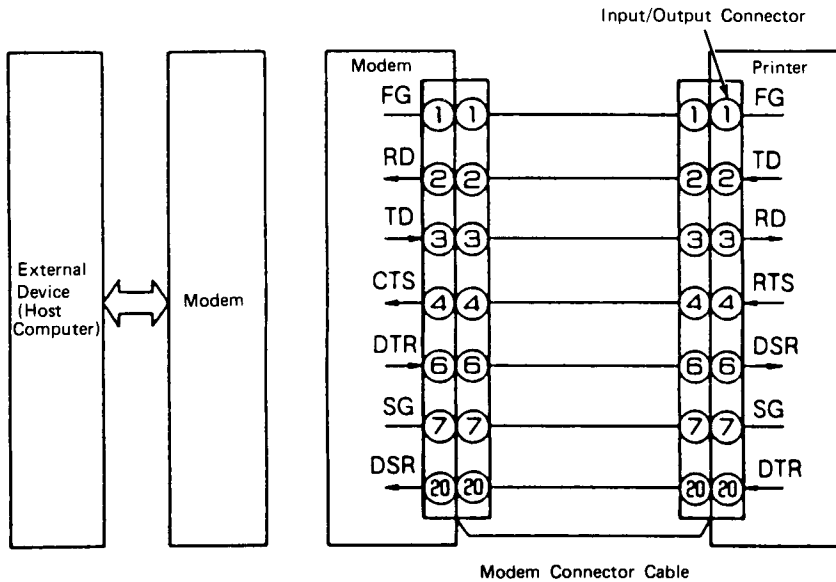 Input/Output Connector
Modem
Printer
FG 1 1 1 1 FG
RD 2 2 2 2 TD
TD 3 3 3 3 RD
CTS 4 4 4 4 RTS
DTR 6 6 6 6 DSR
SG 7 7 7 7 SG
DSR 20 20 20 20 DTR
External
Device
(Host
Computer)
Modem
Modem Connector Cable